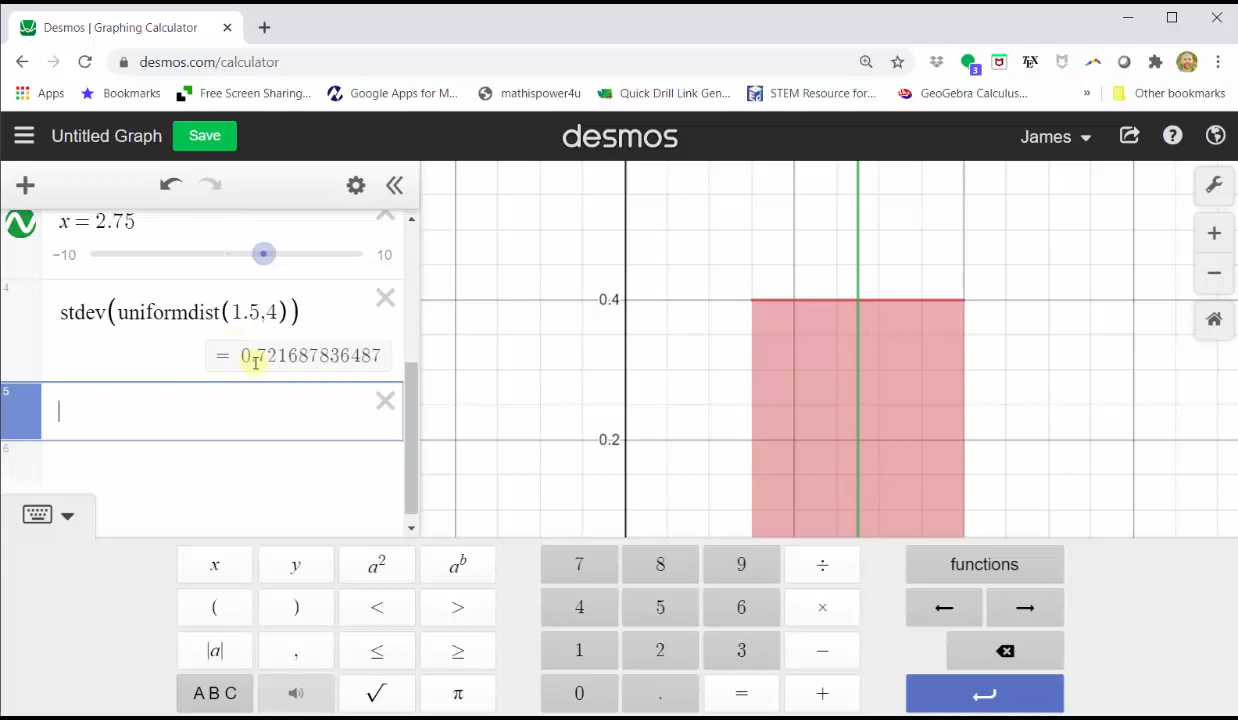 Desmos | Graphing Calculator
desmos.com/calculator
3
TEX
Apps
Bookmarks
Free Screen Sharing...
Google Apps for M...
mathispower4u
Quick Drill Link Gen...
STEM Resource for...
GeoGebra Calculus...
»
Other bookmarks
Untitled Graph
Save
desmos
James
x = 2.75
-10
10
4
stdev(uniformdist(1.5,4))
= 0.721687836487
5
6
0.4
0.2
x y a² aᵇ 7 8 9 ÷ functions
( ) < > 4 5 6 × ← →
|a| , ≤ ≥ 1 2 3 −
A B C √ π 0 . = +